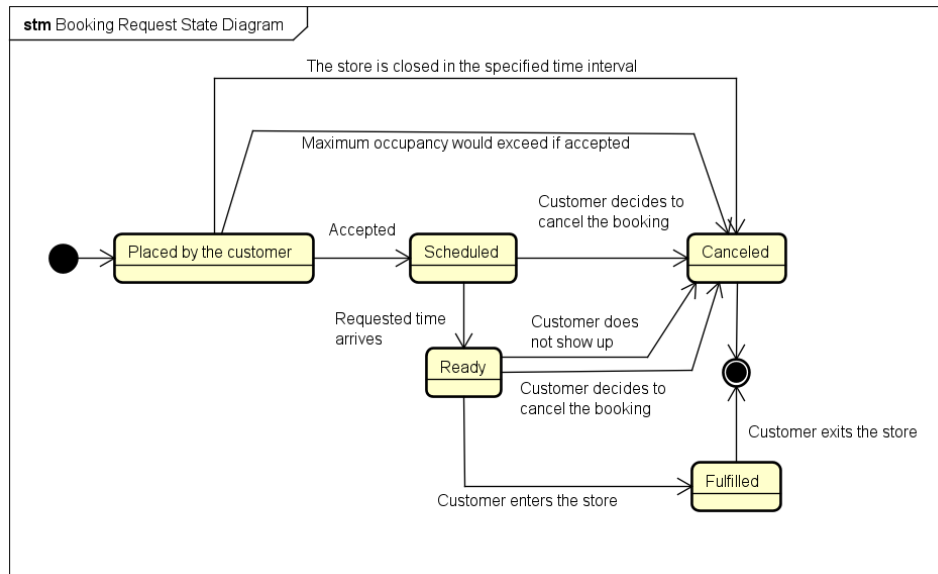 stm Booking Request State Diagram
The store is closed in the specified time interval
Maximum occupancy would exceed if accepted
Customer decides to
cancel the booking
Accepted
Placed by the customer
Scheduled
Canceled
Requested time
arrives
Customer does
not show up
Ready
Customer decides to
cancel the booking
Customer exits the store
Fulfilled
Customer enters the store